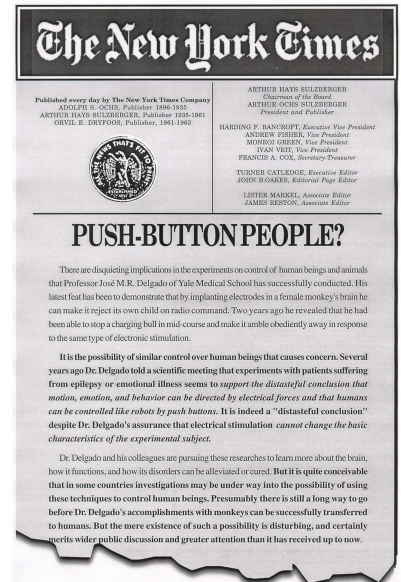 The New York Times
Published every day by The New York Times Company
ADOLPH S. OCHS, Publisher 1896-1935
ARTHUR HAYS SULZBERGER, Publisher 1935-1961
ORVIL E. DRYFOOS, Publisher, 1961-1963
ARTHUR HAYS SULZBERGER
Chairman of the Board
ARTHUR OCHS SULZBERGER
President and Publisher
HARDING F. BANCROFT, Executive Vice President
ANDREW FISHER, Vice President
MONROI GREEN, Vice President
IVAN VEIT, Vice President
FRANCIS A. COX, Secretary-Treasurer
TURNER CATLEDGE, Executive Editor
JOHN B. OAKES, Editorial Page Editor
LISTER MARKEL, Associate Editor
JAMES RESTON, Associate Editor
PUSH-BUTTON PEOPLE?
There are disquieting implications in the experiments on control of human beings and animals
that Professor José M.R. Delgado of Yale Medical School has successfully conducted. His
latest feat has been to demonstrate that by implanting electrodes in a female monkey's brain he
can make it reject its own child on radio command. Two years ago he revealed that he had
been able to stop a charging bull in mid-course and make it amble obediently away in response
to the same type of electronic stimulation.
It is the possibility of similar control over human beings that causes concern. Several
years ago Dr. Delgado told a scientific meeting that experiments with patients suffering
from epilepsy or emotional illness seems to support the distasteful conclusion that
motion, emotion, and behavior can be directed by electrical forces and that humans
can be controlled like robots by push buttons. It is indeed a "distasteful conclusion"
despite Dr. Delgado's assurance that electrical stimulation cannot change the basic
characteristics of the experimental subject.
Dr. Delgado and his colleagues are pursuing these researches to learn more about the brain,
how it functions, and how its disorders can be alleviated or cured. But it is quite conceivable
that in some countries investigations may be under way into the possibility of using
these techniques to control human beings. Presumably there is still a long way to go
before Dr. Delgado's accomplishments with monkeys can be successfully transferred
to humans. But the mere existence of such a possibility is disturbing, and certainly
merits wider public discussion and greater attention than it has received up to now.